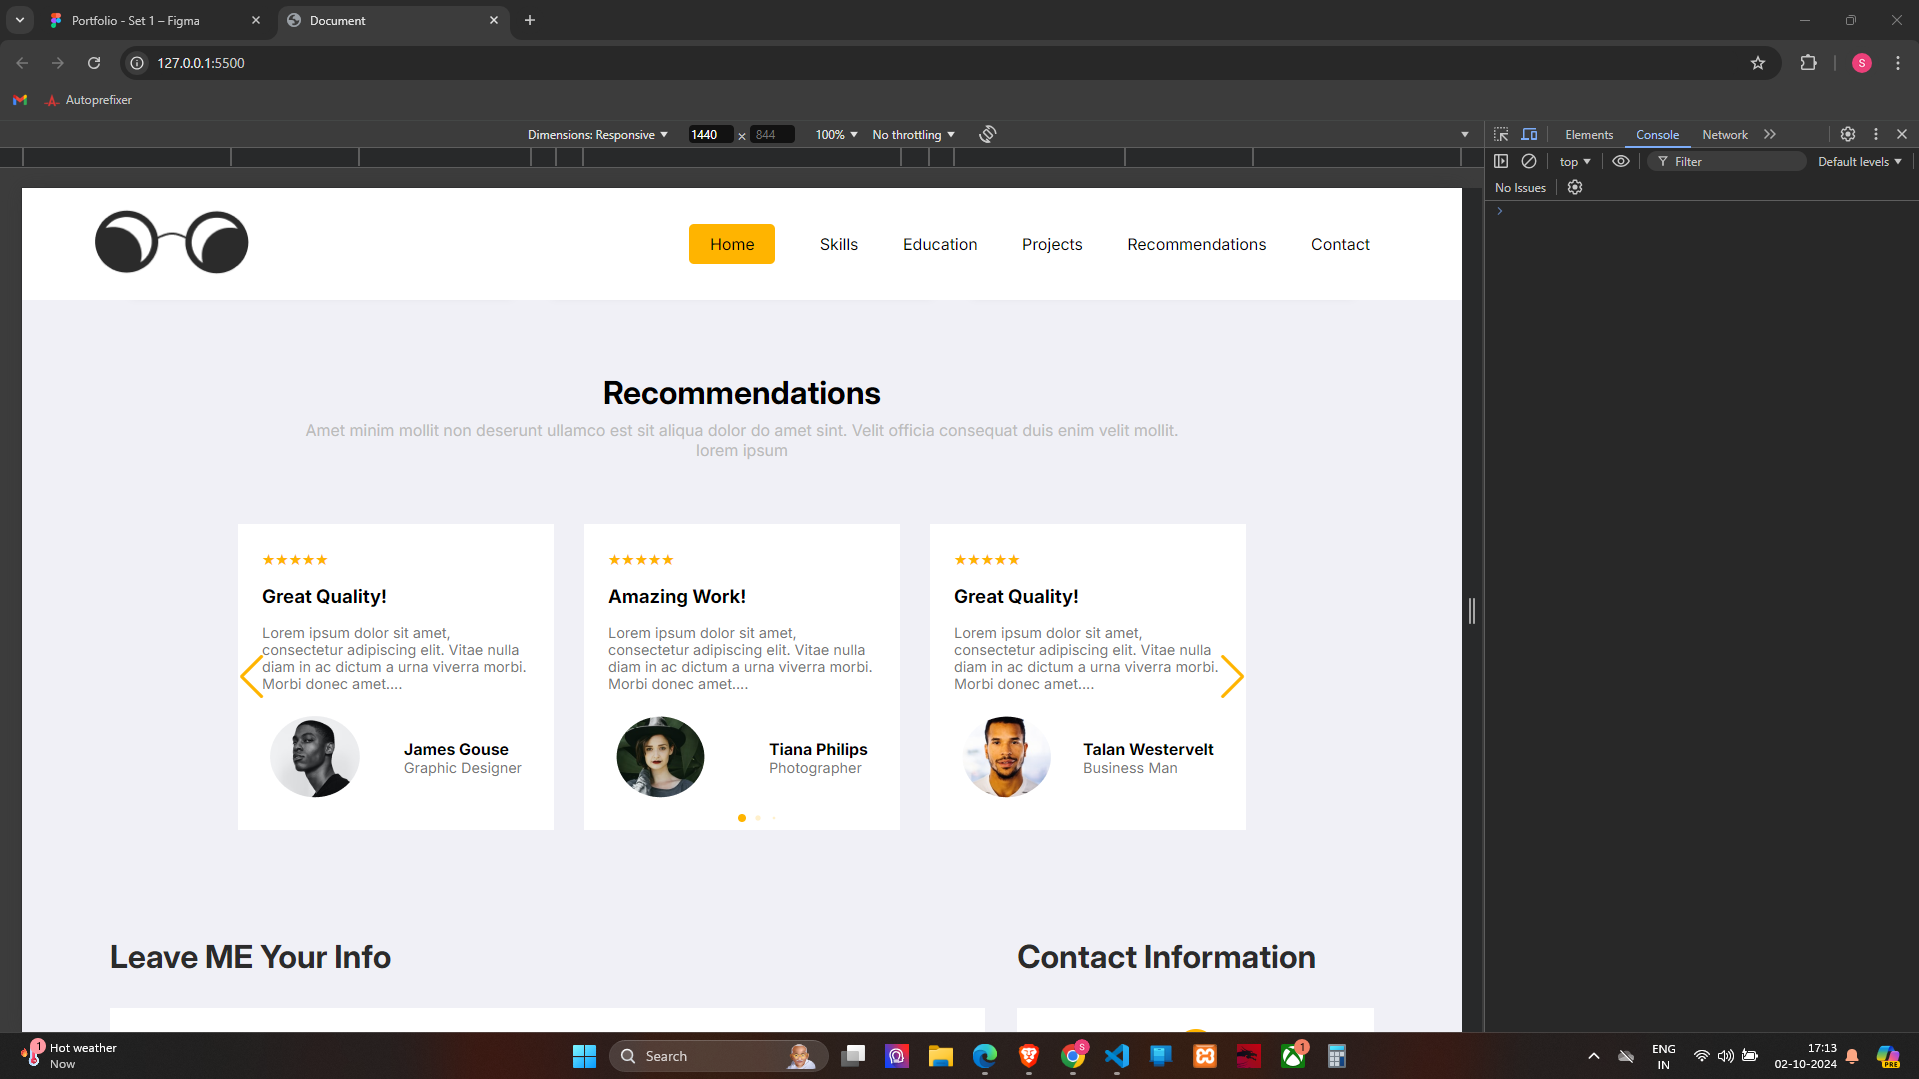 Portfolio - Set 1 – Figma
Document
127.0.0.1:5500
S
Autoprefixer
Dimensions: Responsive 1440 × 844 100% No throttling
Elements Console Network
top Filter Default levels
No Issues
Home Skills Education Projects Recommendations Contact
Recommendations
Amet minim mollit non deserunt ullamco est sit aliqua dolor do amet sint. Velit officia consequat duis enim velit mollit.
lorem ipsum
★★★★★
Great Quality!
Lorem ipsum dolor sit amet,
consectetur adipiscing elit. Vitae nulla
diam in ac dictum a urna viverra morbi.
Morbi donec amet....
James Gouse
Graphic Designer
★★★★★
Amazing Work!
Lorem ipsum dolor sit amet,
consectetur adipiscing elit. Vitae nulla
diam in ac dictum a urna viverra morbi.
Morbi donec amet....
Tiana Philips
Photographer
★★★★★
Great Quality!
Lorem ipsum dolor sit amet,
consectetur adipiscing elit. Vitae nulla
diam in ac dictum a urna viverra morbi.
Morbi donec amet....
Talan Westervelt
Business Man
Leave ME Your Info
Contact Information
1
Hot weather
Now
Search
S
1
ENG
IN
17:13
02-10-2024
PRE